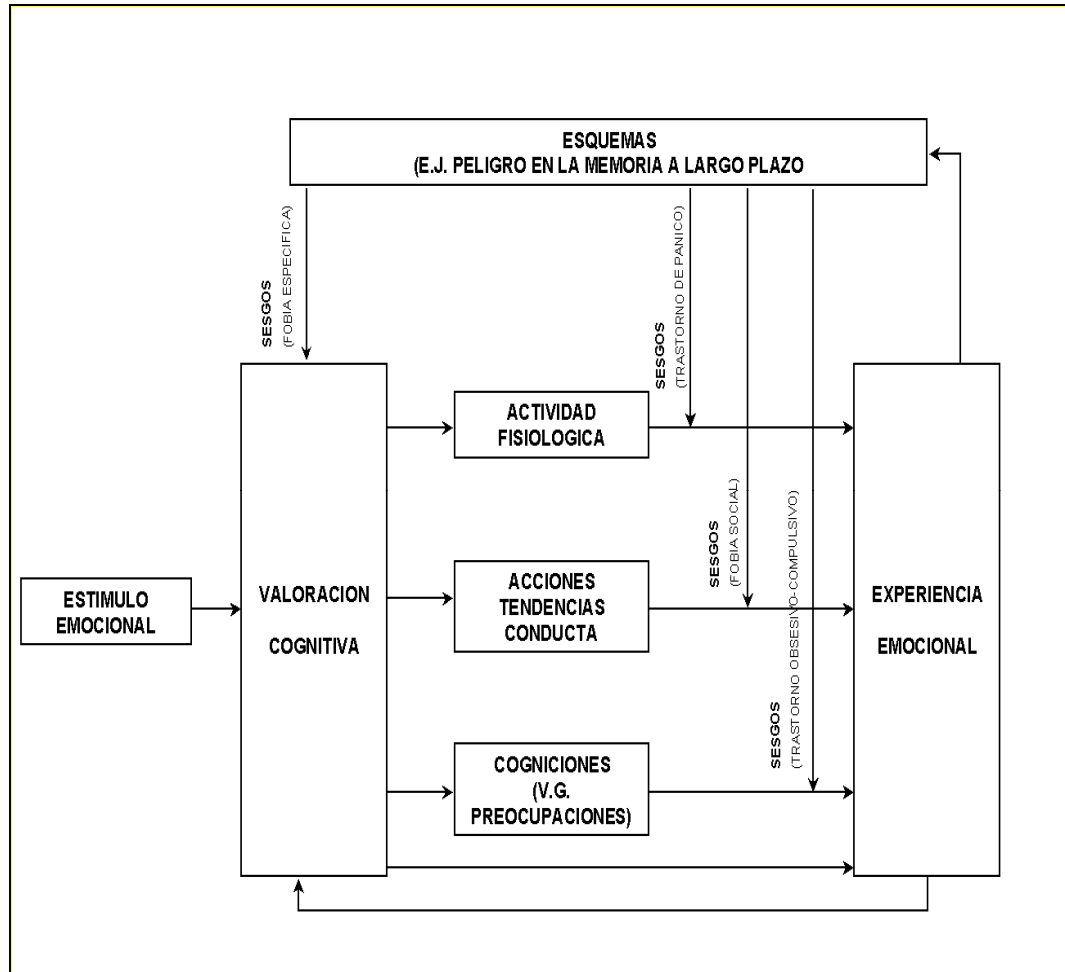 ESQUEMAS
(E.J. PELIGRO EN LA MEMORIA A LARGO PLAZO
SESGOS
(FOBIA ESPECIFICA)
SESGOS
(TRASTORNO DE PANICO)
SESGOS
(FOBIA SOCIAL)
SESGOS
(TRASTORNO OBSESIVO-COMPULSIVO)
ESTIMULO
EMOCIONAL
VALORACION
COGNITIVA
ACTIVIDAD
FISIOLOGICA
ACCIONES
TENDENCIAS
CONDUCTA
COGNICIONES
(V.G.
PREOCUPACIONES)
EXPERIENCIA
EMOCIONAL